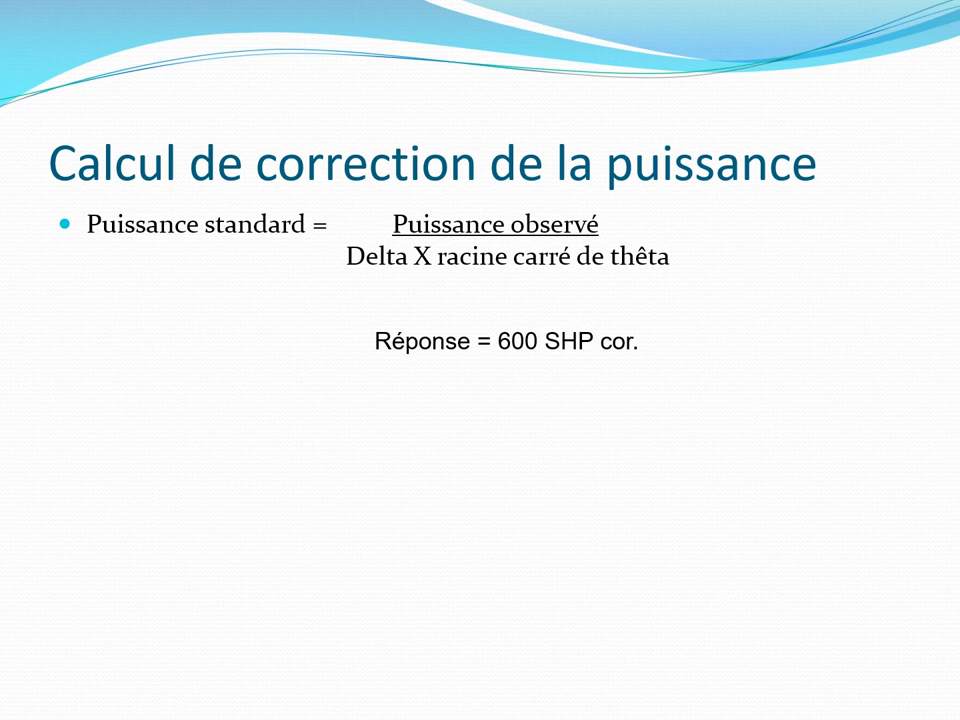 Calcul de correction de la puissance
Puissance standard = Puissance observé
Delta X racine carré de thêta
Réponse = 600 SHP cor.